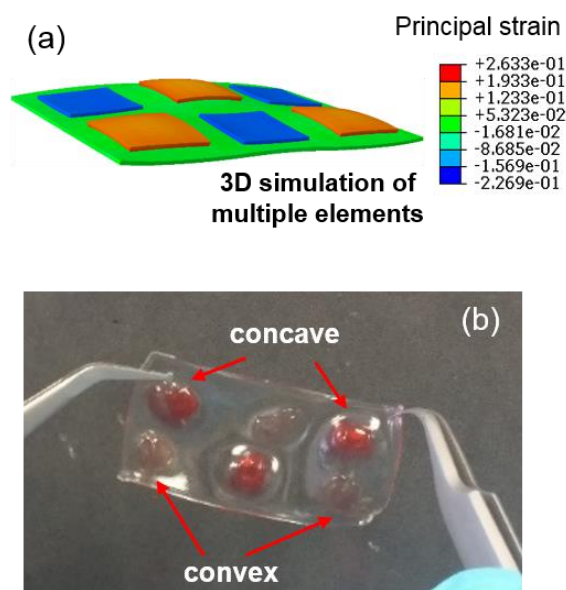 (a)
Principal strain
+2.633e-01
+1.933e-01
+1.233e-01
+5.323e-02
-1.681e-02
-8.685e-02
-1.569e-01
-2.269e-01
3D simulation of
multiple elements
(b)
concave
convex